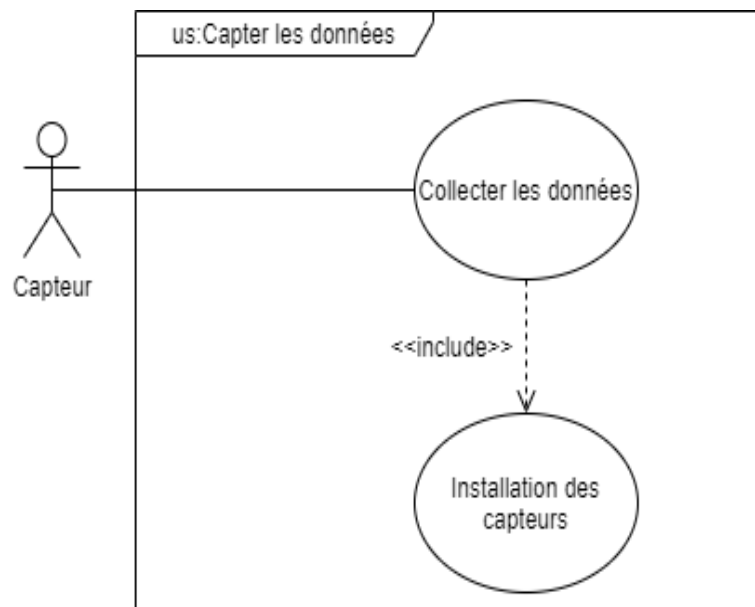 us:Capter les données
Collecter les données
Capteur
<<include>>
Installation des
capteurs